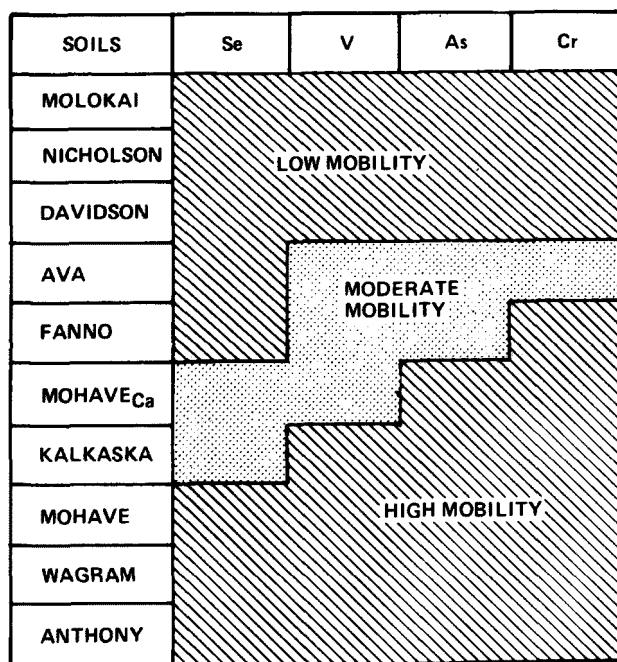 SOILS Se V As Cr
MOLOKAI
NICHOLSON
LOW MOBILITY
DAVIDSON
AVA
MODERATE
MOBILITY
FANNO
MOHAVECa
KALKASKA
MOHAVE
HIGH MOBILITY
WAGRAM
ANTHONY